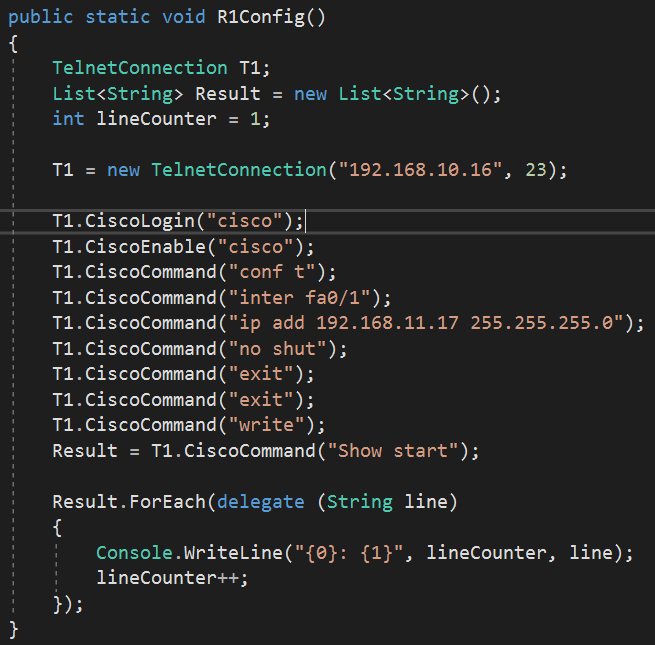 public static void R1Config()
{
    TelnetConnection T1;
    List<String> Result = new List<String>();
    int lineCounter = 1;

    T1 = new TelnetConnection("192.168.10.16", 23);

    T1.CiscoLogin("cisco");
    T1.CiscoEnable("cisco");
    T1.CiscoCommand("conf t");
    T1.CiscoCommand("inter fa0/1");
    T1.CiscoCommand("ip add 192.168.11.17 255.255.255.0");
    T1.CiscoCommand("no shut");
    T1.CiscoCommand("exit");
    T1.CiscoCommand("exit");
    T1.CiscoCommand("write");
    Result = T1.CiscoCommand("Show start");

    Result.ForEach(delegate (String line)
    {
        Console.WriteLine("{0}: {1}", lineCounter, line);
        lineCounter++;
    });
}